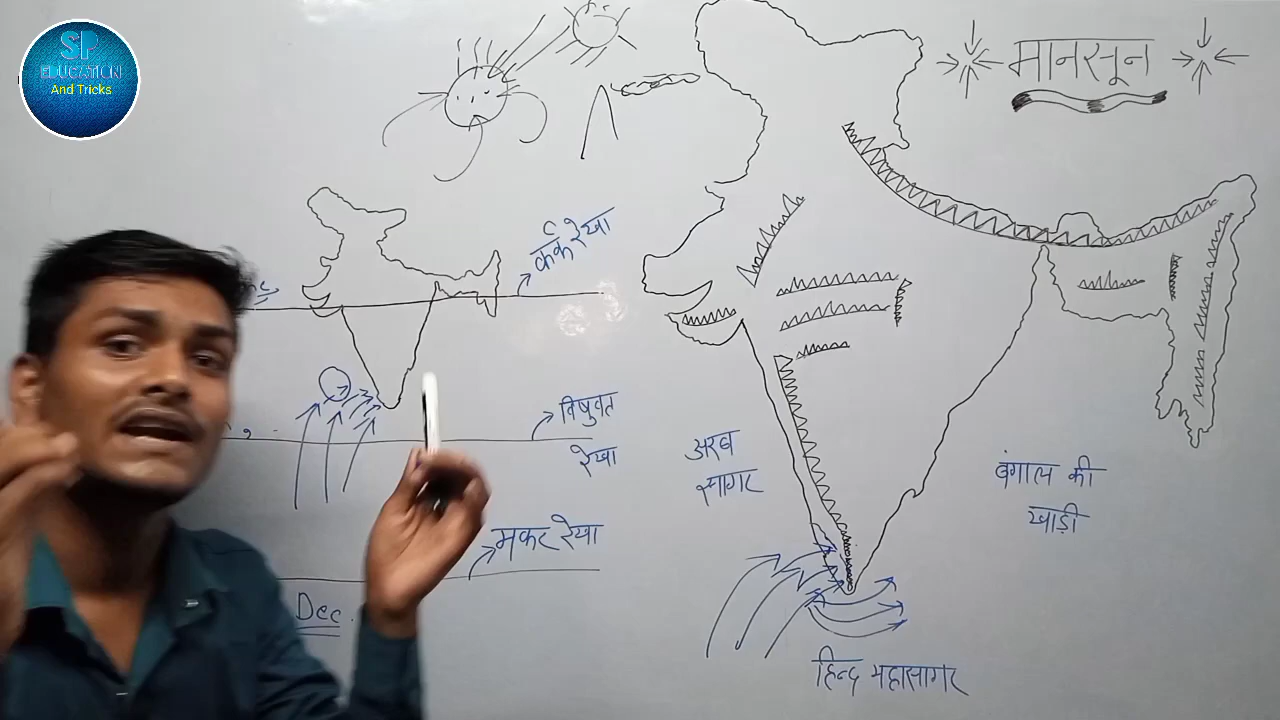 SP
EDUCATION
And Tricks
मानसून
कर्क रेखा
विषुवत
रेखा
मकर रेखा
Dec.
अरब
सागर
बंगाल की
खाड़ी
हिन्द महासागर